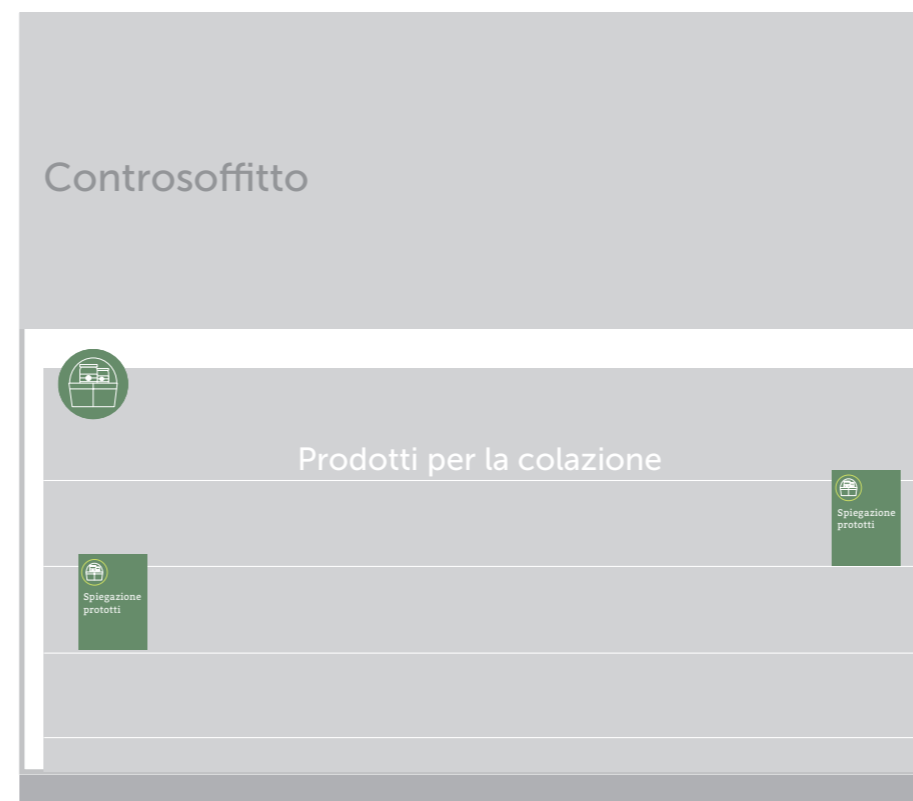 Controsoffitto
Prodotti per la colazione
Spiegazione
prototti
Spiegazione
prototti